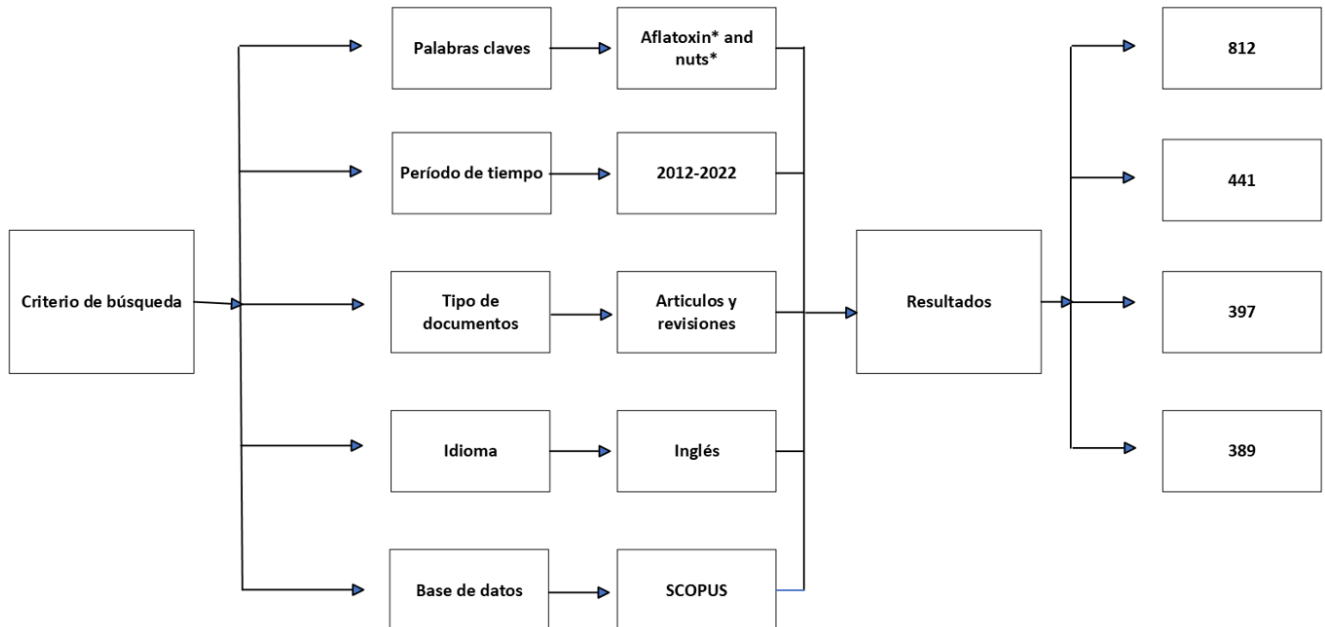 Criterio de búsqueda
Palabras claves
Aflatoxin* and
nuts*
Período de tiempo
2012-2022
Tipo de
documentos
Articulos y
revisiones
Idioma
Inglés
Base de datos
SCOPUS
Resultados
812
441
397
389